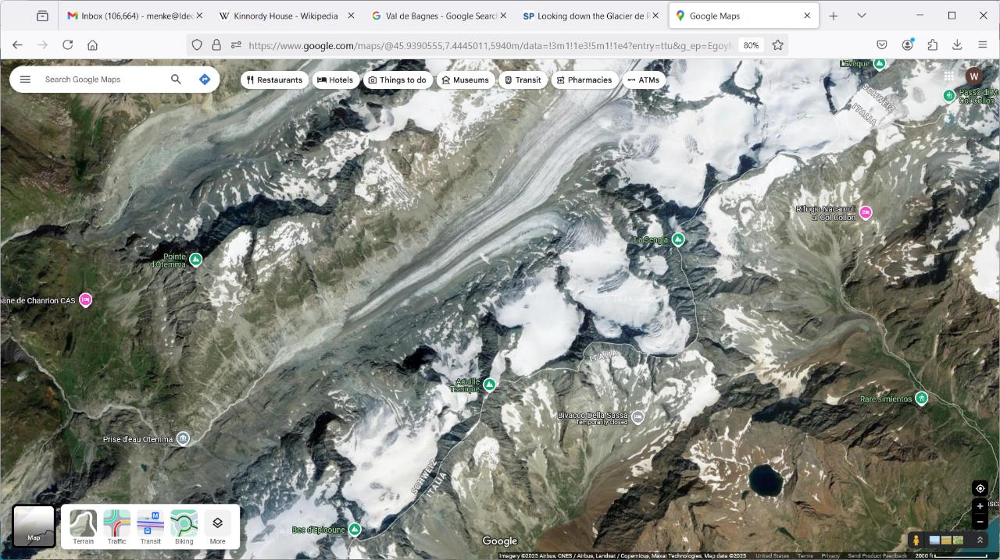 Inbox (106,664) - menke@Ide
Kinnordy House - Wikipedia
Val de Bagnes - Google Searc
SP Looking down the Glacier de P
Google Maps
https://www.google.com/maps/@45.9390555,7.4445011,5940m/data=!3m1!1e3!5m1!1e4?entry=ttu&g_ep=Egoyl
80%
Search Google Maps
Restaurants
Hotels
Things to do
Museums
Transit
Pharmacies
ATMs
W
L'Evêque
SCHWEIZ
ITALIA
Passo di M
Col Collon
Rifugio Nacamuli
al Col Collon
La Sengla
Pointe
d'Otemma
ane de Chanrion CAS
ITALIA
Aouille
Tseuque
Rare simientos
Bivacco Della Sassa
Temporarily closed
Prise d'eau Otemma
SCHWEIZ
ITALIA
Bec d'Epicoune
Map
Terrain
Traffic
Transit
Biking
More
Google
Imagery ©2025 Airbus, CNES / Airbus, Landsat / Copernicus, Maxar Technologies, Map data ©2025
United States
Terms
Privacy
Send Product Feedback
2000 ft